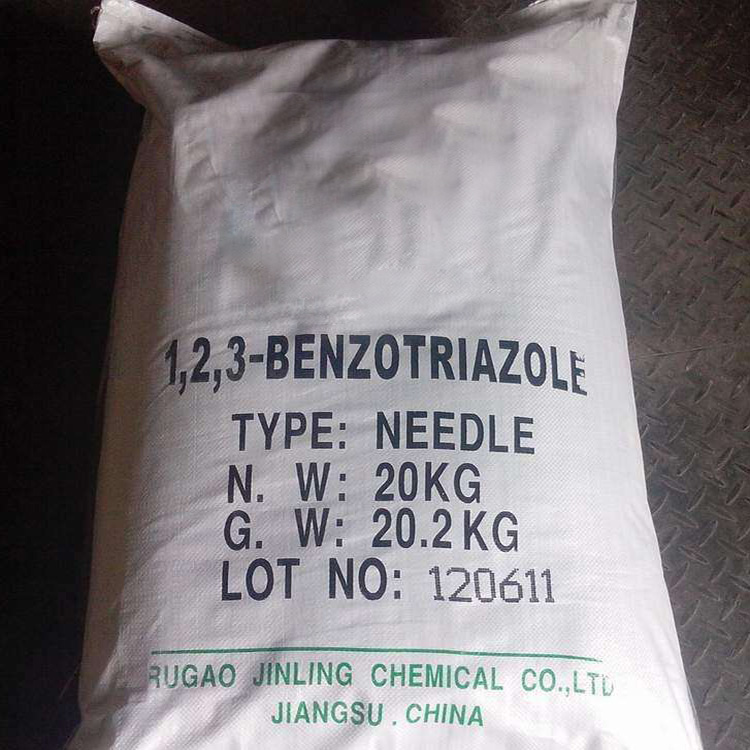 1,2,3-BENZOTRIAZOLE
TYPE: NEEDLE
N. W: 20KG
G. W: 20.2KG
LOT NO: 120611
RUGAO JINLING CHEMICAL CO.,LTD
JIANGSU . CHINA